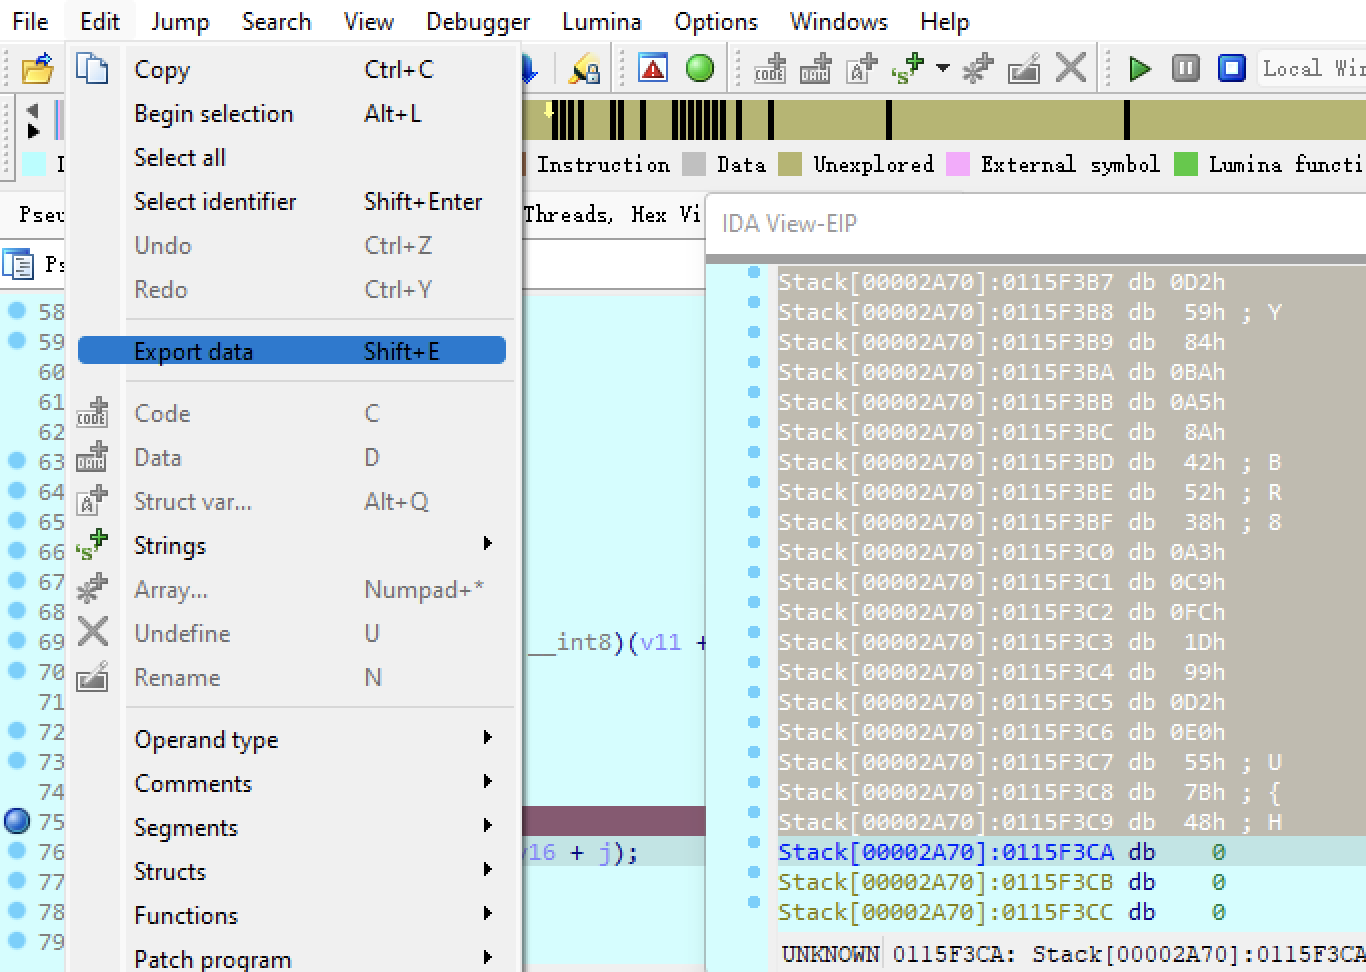 File Edit Jump Search View Debugger Lumina Options Windows Help
Copy Ctrl+C
Begin selection Alt+L
Select all
Select identifier Shift+Enter
Undo Ctrl+Z
Redo Ctrl+Y
Export data Shift+E
Code C
Data D
Struct var... Alt+Q
Strings
Array... Numpad+*
Undefine U
Rename N
Operand type
Comments
Segments
Structs
Functions
Patch program
Local Wir
Instruction Data Unexplored External symbol Lumina functi
Pseu
Threads, Hex Vi
Ps
58
59
60
61
62
63
64
65
66
67
68
69 __int8)(v11 +
70
71
72
73
74
75
76 v16 + j);
77
78
79
IDA View-EIP
Stack[00002A70]:0115F3B7 db 0D2h
Stack[00002A70]:0115F3B8 db 59h ; Y
Stack[00002A70]:0115F3B9 db 84h
Stack[00002A70]:0115F3BA db 0BAh
Stack[00002A70]:0115F3BB db 0A5h
Stack[00002A70]:0115F3BC db 8Ah
Stack[00002A70]:0115F3BD db 42h ; B
Stack[00002A70]:0115F3BE db 52h ; R
Stack[00002A70]:0115F3BF db 38h ; 8
Stack[00002A70]:0115F3C0 db 0A3h
Stack[00002A70]:0115F3C1 db 0C9h
Stack[00002A70]:0115F3C2 db 0FCh
Stack[00002A70]:0115F3C3 db 1Dh
Stack[00002A70]:0115F3C4 db 99h
Stack[00002A70]:0115F3C5 db 0D2h
Stack[00002A70]:0115F3C6 db 0E0h
Stack[00002A70]:0115F3C7 db 55h ; U
Stack[00002A70]:0115F3C8 db 7Bh ; {
Stack[00002A70]:0115F3C9 db 48h ; H
Stack[00002A70]:0115F3CA db 0
Stack[00002A70]:0115F3CB db 0
Stack[00002A70]:0115F3CC db 0
UNKNOWN 0115F3CA: Stack[00002A70]:0115F3CA